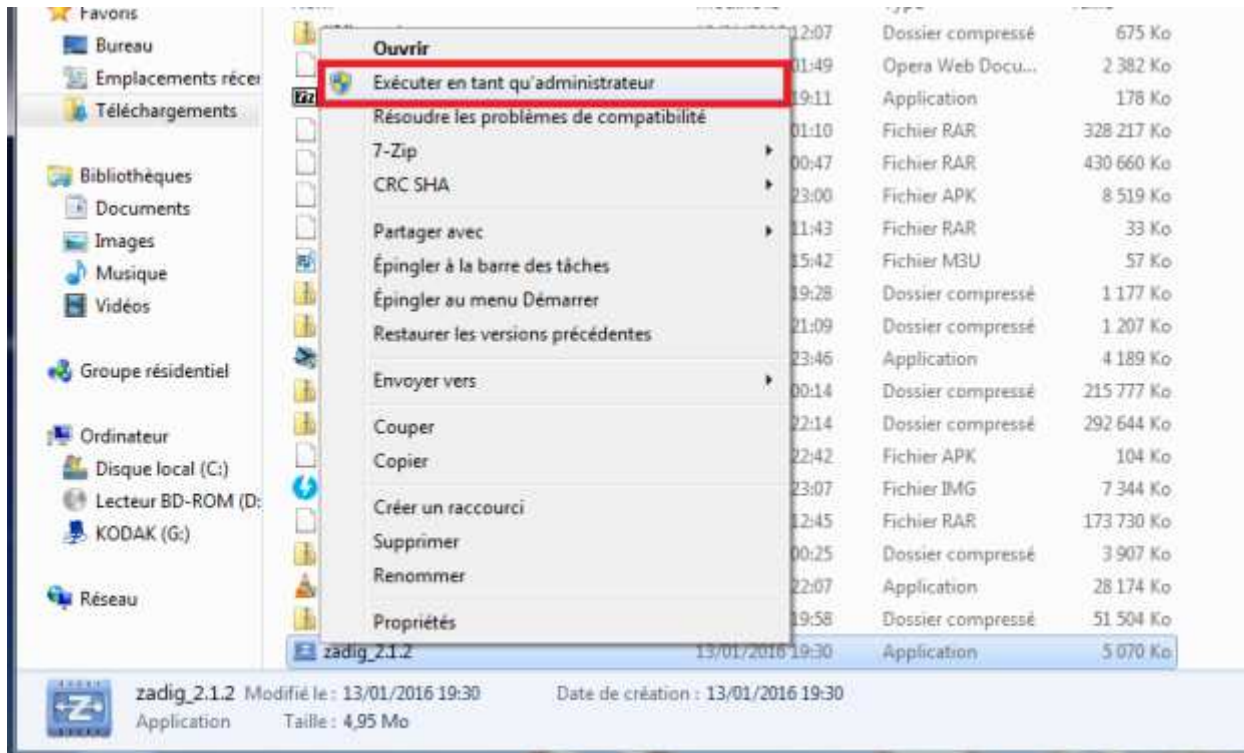 Favoris
Bureau
Emplacements récer
Téléchargements
Bibliothèques
Documents
Images
Musique
Vidéos
Groupe résidentiel
Ordinateur
Disque local (C:)
Lecteur BD-ROM (D:
KODAK (G:)
Réseau
Ouvrir
Exécuter en tant qu'administrateur
Résoudre les problèmes de compatibilité
7-Zip
CRC SHA
Partager avec
Épingler à la barre des tâches
Épingler au menu Démarrer
Restaurer les versions précédentes
Envoyer vers
Couper
Copier
Créer un raccourci
Supprimer
Renommer
Propriétés
12:07 Dossier compressé 675 Ko
01:49 Opera Web Docu... 2 382 Ko
19:11 Application 178 Ko
01:10 Fichier RAR 328 217 Ko
00:47 Fichier RAR 430 660 Ko
23:00 Fichier APK 8 519 Ko
11:43 Fichier RAR 33 Ko
15:42 Fichier M3U 57 Ko
19:28 Dossier compressé 1 177 Ko
21:09 Dossier compressé 1 207 Ko
23:46 Application 4 189 Ko
00:14 Dossier compressé 215 777 Ko
22:14 Dossier compressé 292 644 Ko
22:42 Fichier APK 104 Ko
23:07 Fichier IMG 7 344 Ko
12:45 Fichier RAR 173 730 Ko
00:25 Dossier compressé 3 907 Ko
22:07 Application 28 174 Ko
19:58 Dossier compressé 51 504 Ko
zadig_2.1.2 13/01/2016 19:30 Application 5 070 Ko
zadig_2.1.2 Modifié le : 13/01/2016 19:30 Date de création : 13/01/2016 19:30
Application Taille : 4,95 Mo